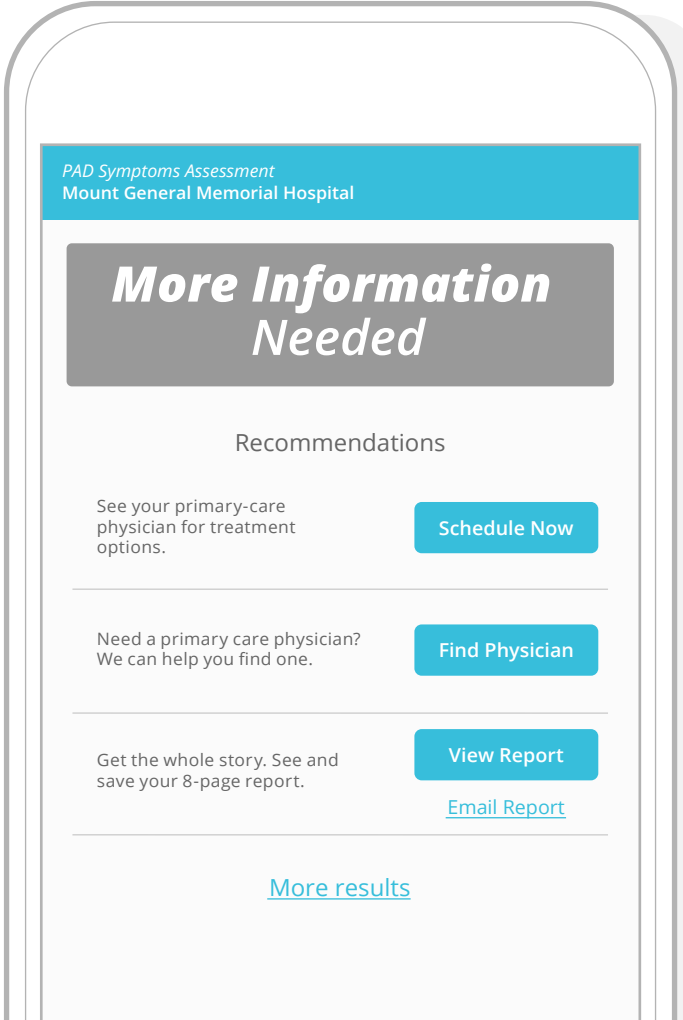 PAD Symptoms Assessment
Mount General Memorial Hospital
More Information
Needed
Recommendations
See your primary-care
physician for treatment
options.
Schedule Now
Need a primary care physician?
We can help you find one.
Find Physician
Get the whole story. See and
save your 8-page report.
View Report
Email Report
More results